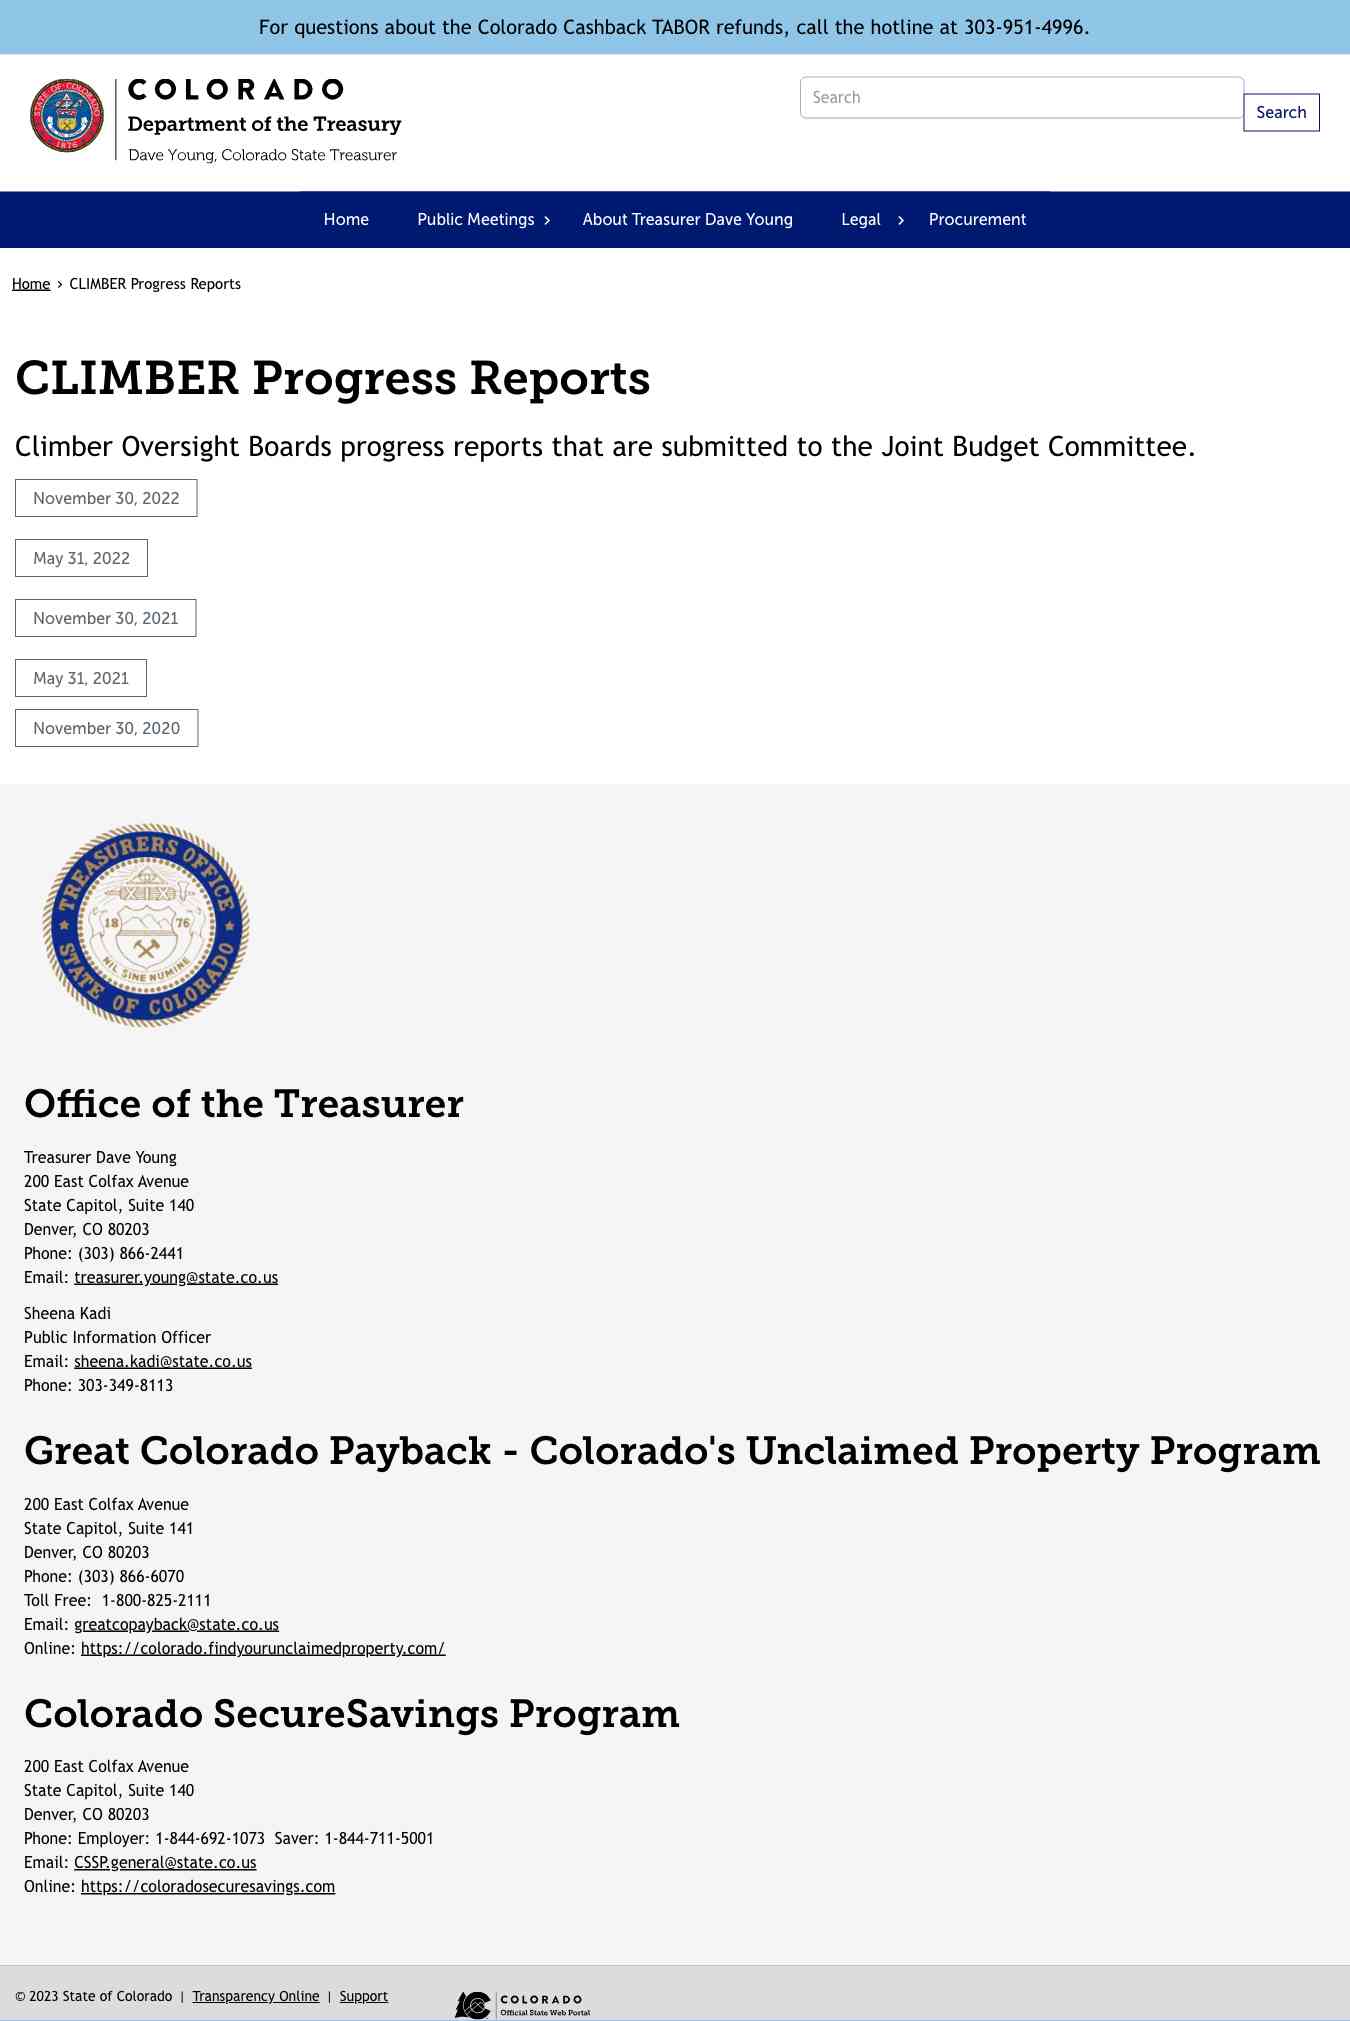 For questions about the Colorado Cashback TABOR refunds, call the hotline at 303-951-4996.
STATE OF COLORADO
1876
COLORADO
Department of the Treasury
Dave Young, Colorado State Treasurer
Search
Search
Home Public Meetings › About Treasurer Dave Young Legal › Procurement
Home › CLIMBER Progress Reports
CLIMBER Progress Reports
Climber Oversight Boards progress reports that are submitted to the Joint Budget Committee.
November 30, 2022
May 31, 2022
November 30, 2021
May 31, 2021
November 30, 2020
TREASURERS OFFICE
1876
NIL SINE NUMINE
STATE OF COLORADO
Office of the Treasurer
Treasurer Dave Young
200 East Colfax Avenue
State Capitol, Suite 140
Denver, CO 80203
Phone: (303) 866-2441
Email: treasurer.young@state.co.us
Sheena Kadi
Public Information Officer
Email: sheena.kadi@state.co.us
Phone: 303-349-8113
Great Colorado Payback - Colorado's Unclaimed Property Program
200 East Colfax Avenue
State Capitol, Suite 141
Denver, CO 80203
Phone: (303) 866-6070
Toll Free:  1-800-825-2111
Email: greatcopayback@state.co.us
Online: https://colorado.findyourunclaimedproperty.com/
Colorado SecureSavings Program
200 East Colfax Avenue
State Capitol, Suite 140
Denver, CO 80203
Phone: Employer: 1-844-692-1073  Saver: 1-844-711-5001
Email: CSSP.general@state.co.us
Online: https://coloradosecuresavings.com
© 2023 State of Colorado | Transparency Online | Support
COLORADO
Official State Web Portal